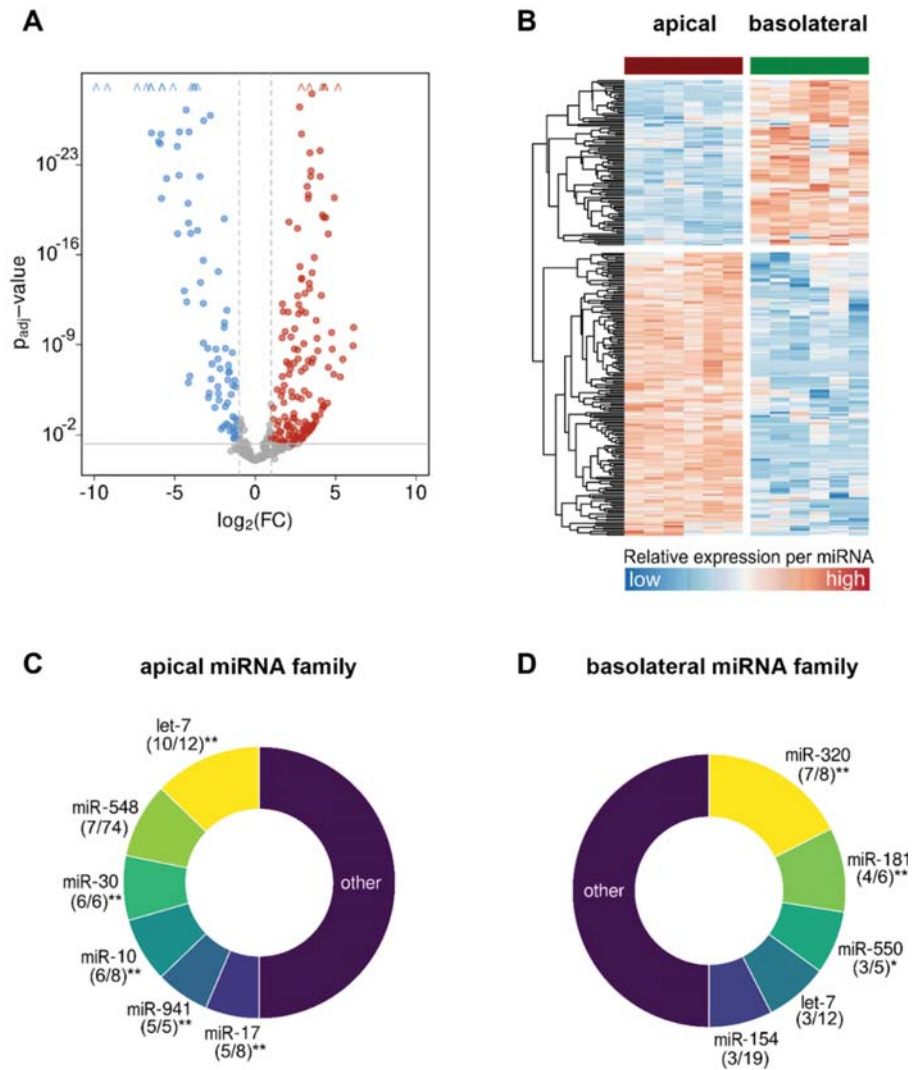 A
B
apical basolateral
10-23
10-16
10-9
10-2
padj-value
-10 -5 0 5 10
log2(FC)
Relative expression per miRNA
low high
C
apical miRNA family
let-7
(10/12)**
miR-548
(7/74)
miR-30
(6/6)**
miR-10
(6/8)**
miR-941
(5/5)**
miR-17
(5/8)**
other
D
basolateral miRNA family
miR-320
(7/8)**
miR-181
(4/6)**
miR-550
(3/5)*
let-7
(3/12)
miR-154
(3/19)
other